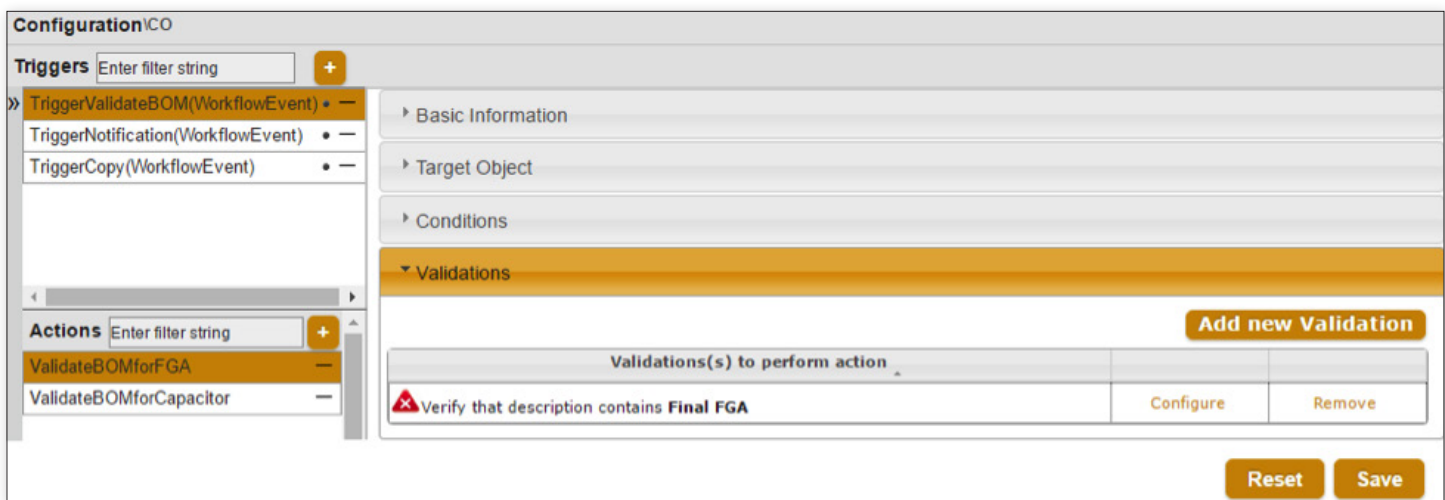 Configuration\CO
Triggers Enter filter string +
» TriggerValidateBOM(WorkflowEvent) • —
TriggerNotification(WorkflowEvent) • —
TriggerCopy(WorkflowEvent) • —
Actions Enter filter string +
ValidateBOMforFGA —
ValidateBOMforCapacitor —
Basic Information
Target Object
Conditions
Validations
Add new Validation
Validations(s) to perform action
Verify that description contains Final FGA Configure Remove
Reset Save